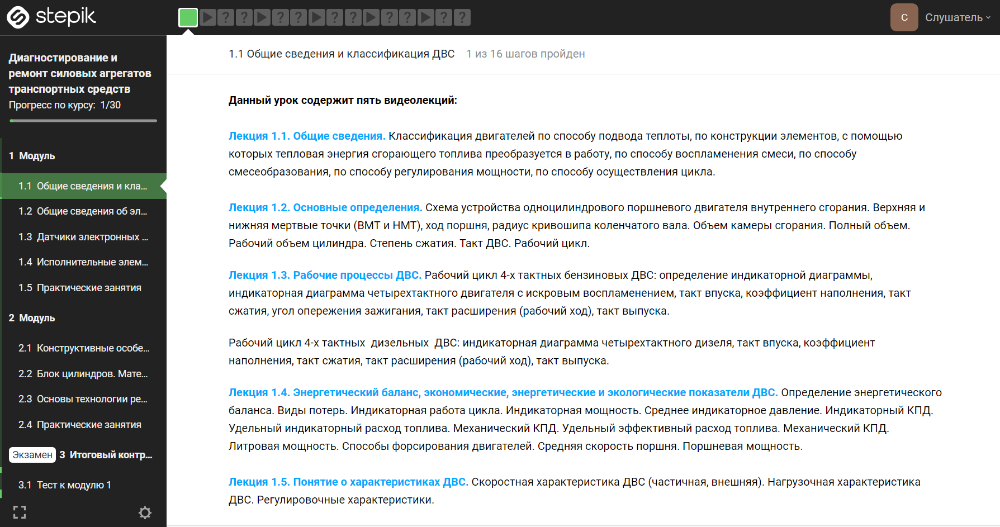 stepik
? ? ? ? ? ? ? ? ? ?
С
Слушатель
Диагностирование и
ремонт силовых агрегатов
транспортных средств
Прогресс по курсу: 1/30
1 Модуль
1.1 Общие сведения и кла...
1.2 Общие сведения об эл...
1.3 Датчики электронных ...
1.4 Исполнительные элем...
1.5 Практические занятия
2 Модуль
2.1 Конструктивные особе...
2.2 Блок цилиндров. Мате...
2.3 Основы технологии ре...
2.4 Практические занятия
Экзамен 3 Итоговый контр...
3.1 Тест к модулю 1
1.1 Общие сведения и классификация ДВС 1 из 16 шагов пройден
Данный урок содержит пять видеолекций:
Лекция 1.1. Общие сведения. Классификация двигателей по способу подвода теплоты, по конструкции элементов, с помощью
которых тепловая энергия сгорающего топлива преобразуется в работу, по способу воспламенения смеси, по способу
смесеобразования, по способу регулирования мощности, по способу осуществления цикла.
Лекция 1.2. Основные определения. Схема устройства одноцилиндрового поршневого двигателя внутреннего сгорания. Верхняя и
нижняя мертвые точки (ВМТ и НМТ), ход поршня, радиус кривошипа коленчатого вала. Объем камеры сгорания. Полный объем.
Рабочий объем цилиндра. Степень сжатия. Такт ДВС. Рабочий цикл.
Лекция 1.3. Рабочие процессы ДВС. Рабочий цикл 4-х тактных бензиновых ДВС: определение индикаторной диаграммы,
индикаторная диаграмма четырехтактного двигателя с искровым воспламенением, такт впуска, коэффициент наполнения, такт
сжатия, угол опережения зажигания, такт расширения (рабочий ход), такт выпуска.
Рабочий цикл 4-х тактных дизельных ДВС: индикаторная диаграмма четырехтактного дизеля, такт впуска, коэффициент
наполнения, такт сжатия, такт расширения (рабочий ход), такт выпуска.
Лекция 1.4. Энергетический баланс, экономические, энергетические и экологические показатели ДВС. Определение энергетического
баланса. Виды потерь. Индикаторная работа цикла. Индикаторная мощность. Среднее индикаторное давление. Индикаторный КПД.
Удельный индикаторный расход топлива. Механический КПД. Удельный эффективный расход топлива. Механический КПД.
Литровая мощность. Способы форсирования двигателей. Средняя скорость поршня. Поршневая мощность.
Лекция 1.5. Понятие о характеристиках ДВС. Скоростная характеристика ДВС (частичная, внешняя). Нагрузочная характеристика
ДВС. Регулировочные характеристики.